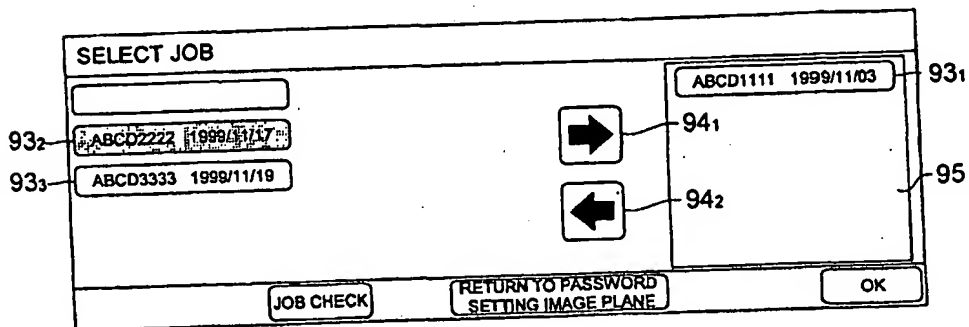 SELECT JOB
ABCD1111 1999/11/03
93₁
93₂
ABCD2222 1999/11/17
94₁
93₃
ABCD3333 1999/11/19
95
94₂
JOB CHECK
RETURN TO PASSWORD
SETTING IMAGE PLANE
OK